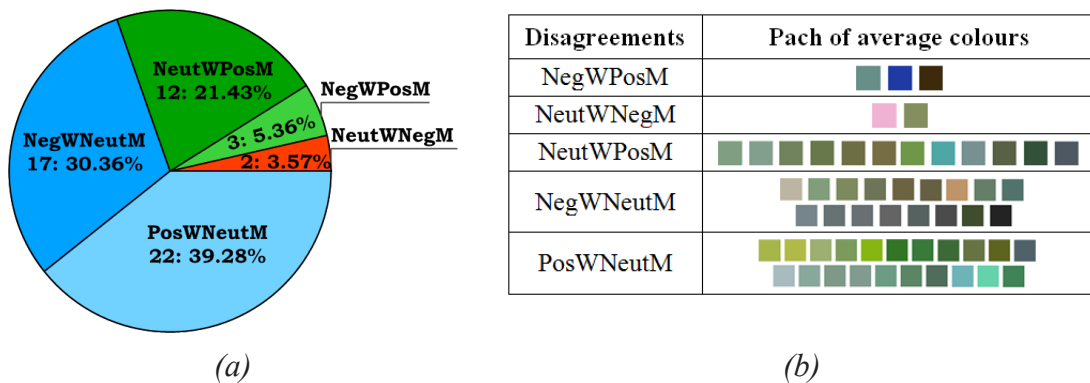 NeutWPosM
12: 21.43%
NegWPosM
3: 5.36%
NeutWNegM
2: 3.57%
NegWNeutM
17: 30.36%
PosWNeutM
22: 39.28%
(a)
Disagreements Pach of average colours
NegWPosM
NeutWNegM
NeutWPosM
NegWNeutM
PosWNeutM
(b)